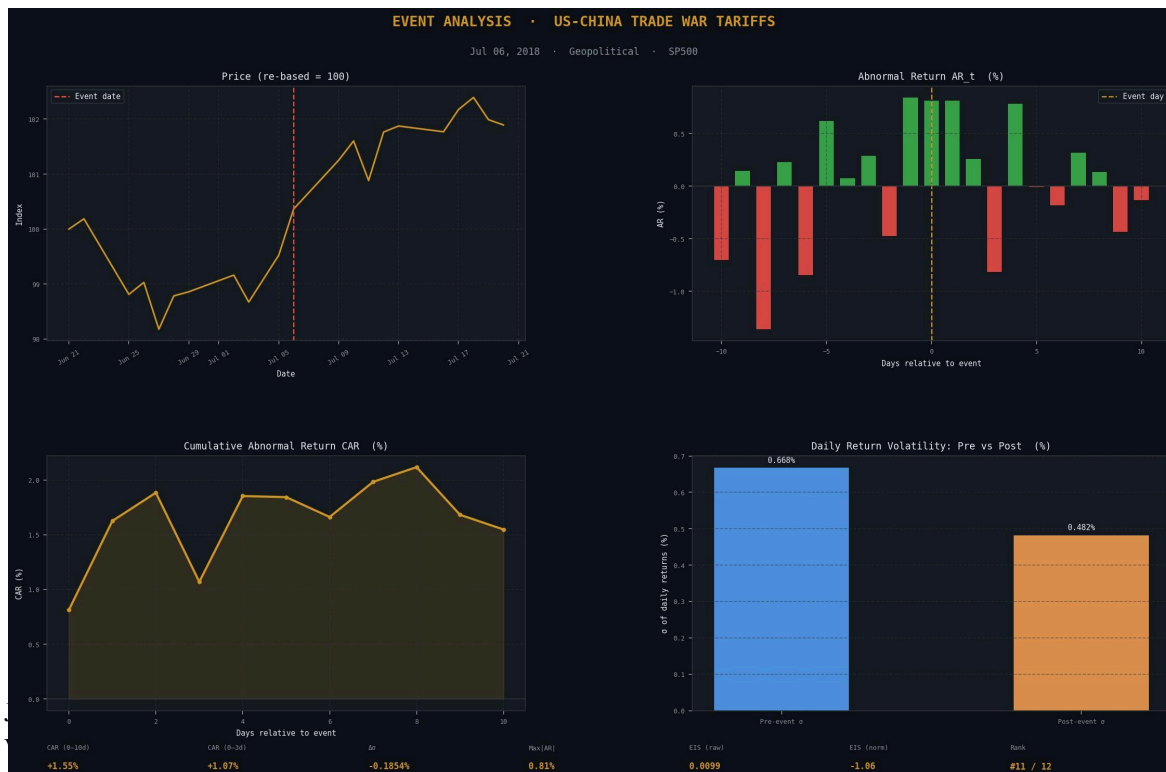 EVENT ANALYSIS · US-CHINA TRADE WAR TARIFFS
Jul 06, 2018 · Geopolitical · SP500
Price (re-based = 100)
Event date
102
101
100
99
98
Index
Jun 21 Jun 25 Jun 29 Jul 01 Jul 05 Jul 09 Jul 13 Jul 17 Jul 21
Date
Abnormal Return AR_t (%)
Event day
0.5
0.0
−0.5
−1.0
AR (%)
−10 −5 0 5 10
Days relative to event
Cumulative Abnormal Return CAR (%)
2.0
1.5
1.0
0.5
0.0
CAR (%)
0 2 4 6 8 10
Days relative to event
Daily Return Volatility: Pre vs Post (%)
0.7
0.6
0.5
0.4
0.3
0.2
0.1
0.0
σ of daily returns (%)
0.668%
0.482%
Pre-event σ Post-event σ
CAR (0–10d) CAR (0–3d) Δσ Max|AR| EIS (raw) EIS (norm) Rank
+1.55% +1.07% -0.1854% 0.81% 0.0099 -1.06 #11 / 12